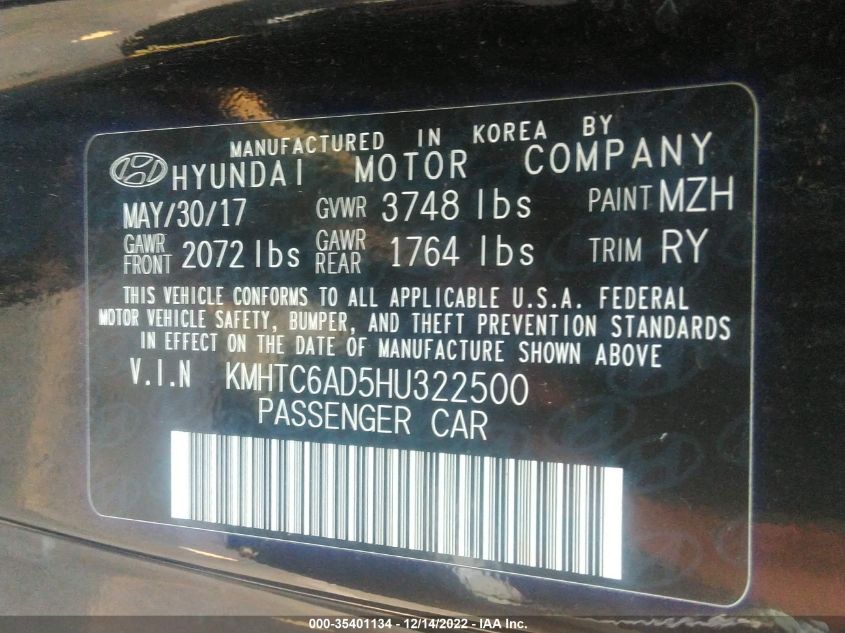 MANUFACTURED IN KOREA BY
HYUNDAI MOTOR COMPANY
MAY/30/17 GVWR 3748 lbs PAINT MZH
GAWR FRONT 2072 lbs GAWR REAR 1764 lbs TRIM RY
THIS VEHICLE CONFORMS TO ALL APPLICABLE U.S.A. FEDERAL
MOTOR VEHICLE SAFETY, BUMPER, AND THEFT PREVENTION STANDARDS
IN EFFECT ON THE DATE OF MANUFACTURE SHOWN ABOVE
V.I.N KMHTC6AD5HU322500
PASSENGER CAR
000-35401134 - 12/14/2022 - IAA Inc.